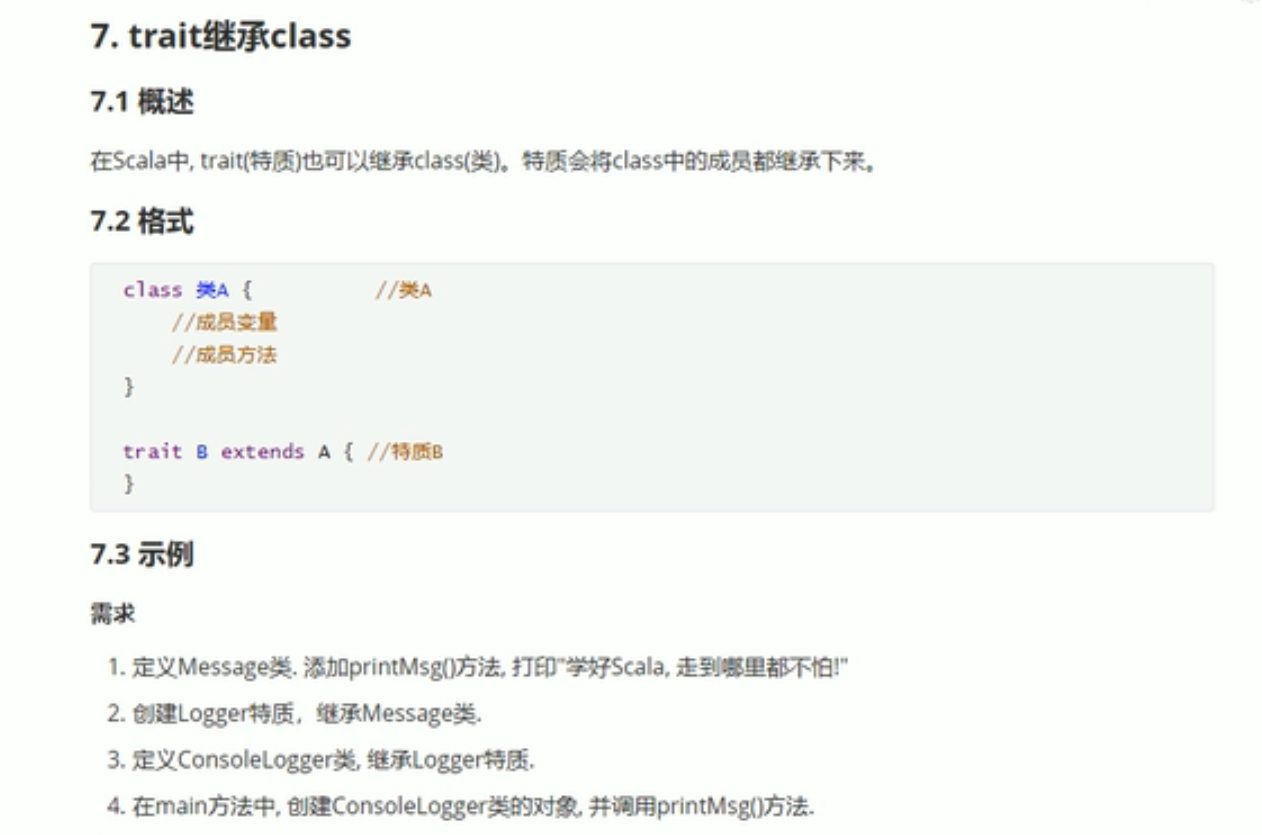 7. trait继承class
7.1 概述
在Scala中, trait(特质)也可以继承class(类)。特质会将class中的成员都继承下来。
7.2 格式
class 类A {          //类A
    //成员变量
    //成员方法
}
trait B extends A { //特质B
}
7.3 示例
需求
1. 定义Message类. 添加printMsg()方法, 打印"学好Scala, 走到哪里都不怕!"
2. 创建Logger特质，继承Message类.
3. 定义ConsoleLogger类, 继承Logger特质.
4. 在main方法中, 创建ConsoleLogger类的对象, 并调用printMsg()方法.